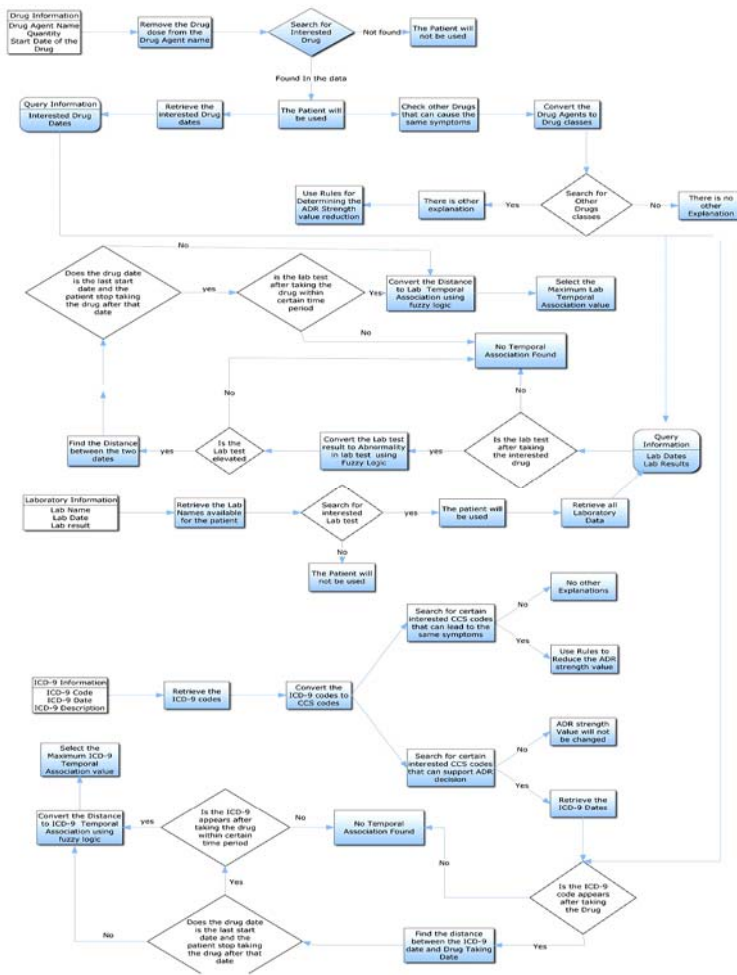 Drug Information
Drug Agent Name
Quantity
Start Date of the
Drug
Remove the Drug
dose from the
Drug Agent name
Search for
Interested
Drug
Not found
The Patient will
not be used
Found In the data
Query Information
Interested Drug
Dates
Retrieve the
interested Drug
dates
The Patient will
be used
Check other Drugs
that can cause the
same symptoms
Convert the
Drug Agents to
Drug classes
Use Rules for
Determining the
ADR Strength
value reduction
There is other
explanation
Yes
Search for
Other
Drugs
classes
No
There is no
other
Explanation
No
Does the drug date
is the last start
date and the
patient stop taking
the drug after that
date
yes
is the lab test
after taking the
drug within
certain time
period
Yes
Convert the Distance
to Lab Temporal
Association using
fuzzy logic
Select the
Maximum Lab
Temporal
Association value
No
No Temporal
Association Found
No
No
Find the Distance
between the two
dates
yes
Is the
Lab test
elevated
Convert the Lab test
result to Abnormality
in lab test using
Fuzzy Logic
yes
Is the lab test
after taking
the interested
drug
Query
Information
Lab Dates
Lab Results
Laboratory Information
Lab Name
Lab Date
Lab result
Retrieve the Lab
Names available
for the patient
Search for
interested
Lab test
yes
The patient will
be used
Retrieve all
Laboratory
Data
No
The Patient will
not be used
Search for certain
interested CCS codes
that can lead to the
same symptoms
No
No other
Explanations
Yes
Use Rules to
Reduce the ADR
strength value
ICD-9 Information
ICD-9 Code
ICD-9 Date
ICD-9 Description
Retrieve the
ICD-9 codes
Convert the
ICD-9 codes to
CCS codes
Search for certain
interested CCS codes
that can support ADR
decision
No
ADR strength
Value will not
be changed
Yes
Retrieve the
ICD-9 Dates
Select the
Maximum ICD-9
Temporal
Association value
Convert the Distance
to ICD-9 Temporal
Association using
fuzzy logic
yes
Is the ICD-9
appears after
taking the drug
within certain
time period
No
No Temporal
Association Found
No
Is the ICD-9
code appears
after taking
the Drug
Yes
No
Does the drug date
is the last start
date and the
patient stop taking
the drug after that
date
Find the distance
between the ICD-9
date and Drug Taking
Date
Yes